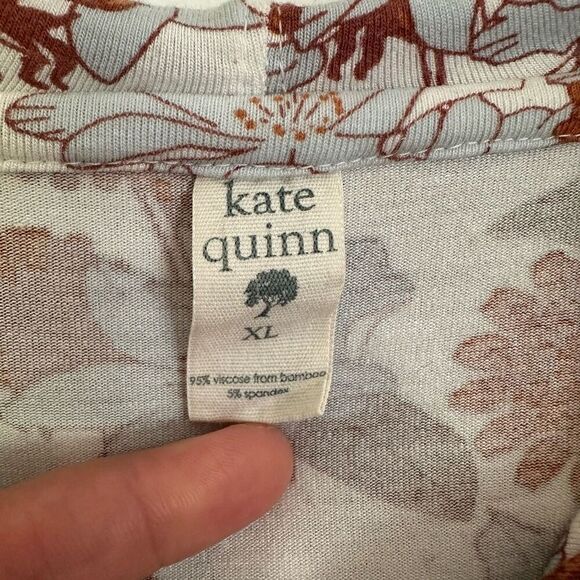 kate
quinn
XL
95% viscose from bamboo
5% spandex